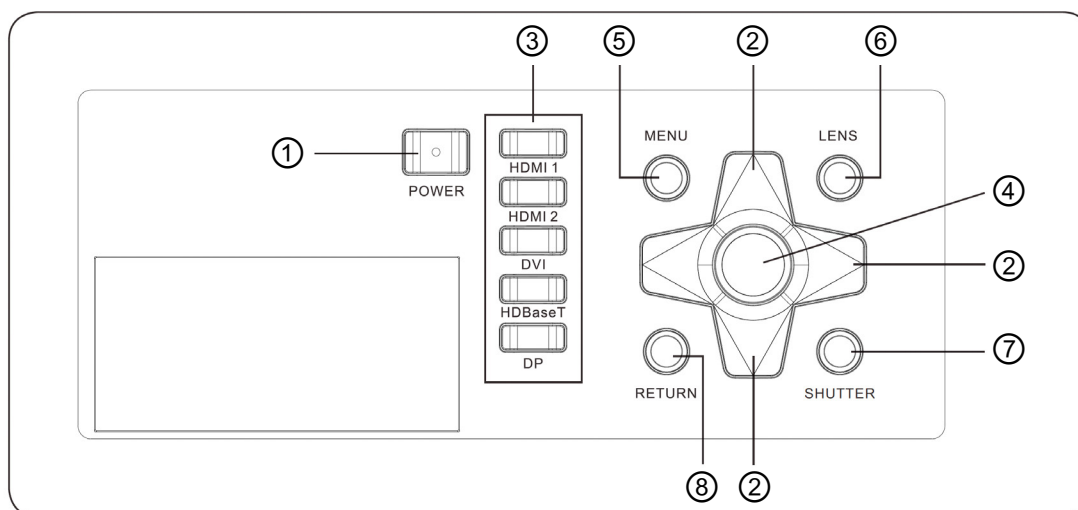 ③ ⑤ ② ⑥
MENU LENS
①
HDMI 1
POWER
④
HDMI 2
DVI
②
HDBaseT
⑦
DP
RETURN SHUTTER
⑧ ②